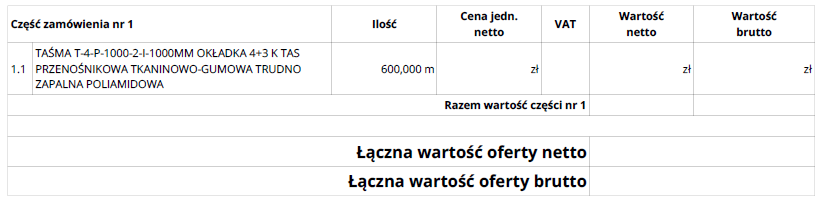 Część zamówienia nr 1 Ilość Cena jedn. netto VAT Wartość netto Wartość brutto
1.1 TAŚMA T-4-P-1000-2-I-1000MM OKŁADKA 4+3 K TAS
PRZENOŚNIKOWA TKANINOWO-GUMOWA TRUDNO 600,000 m zł zł zł
ZAPALNA POLIAMIDOWA
Razem wartość części nr 1
Łączna wartość oferty netto
Łączna wartość oferty brutto